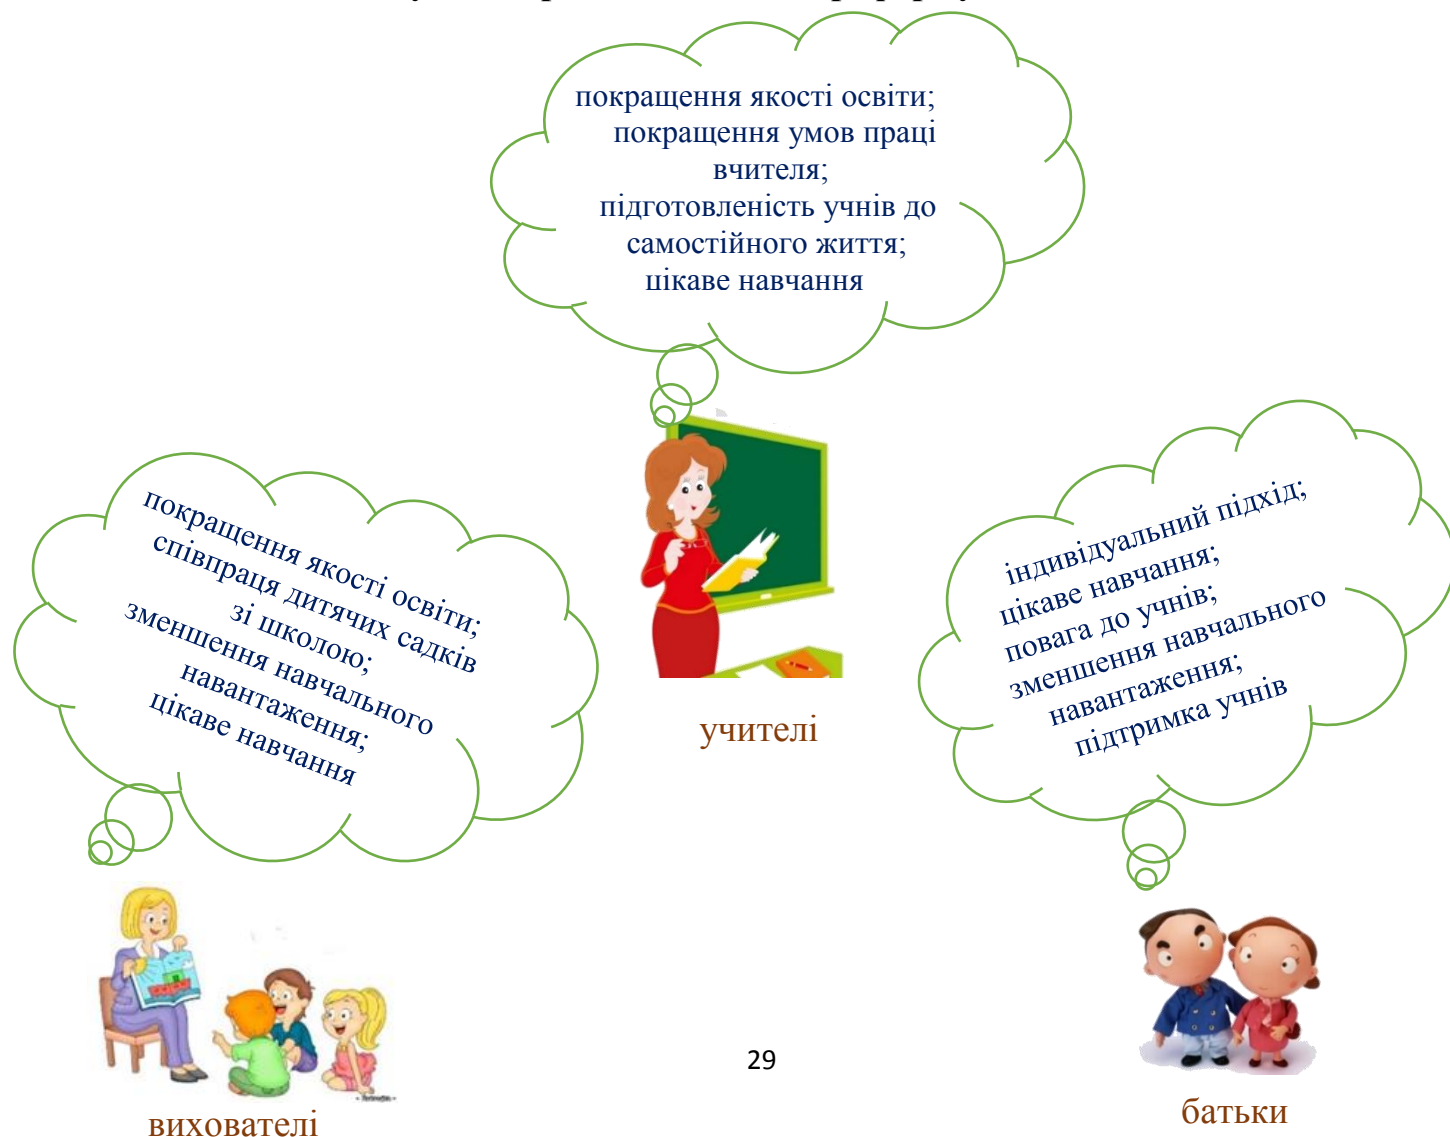 покращення якості освіти;
покращення умов праці
вчителя;
підготовленість учнів до
самостійного життя;
цікаве навчання
учителі
покращення якості освіти;
співпраця дитячих садків
зі школою;
зменшення навчального
навантаження;
цікаве навчання
вихователі
індивідуальний підхід;
цікаве навчання;
повага до учнів;
зменшення навчального
навантаження;
підтримка учнів
батьки
29